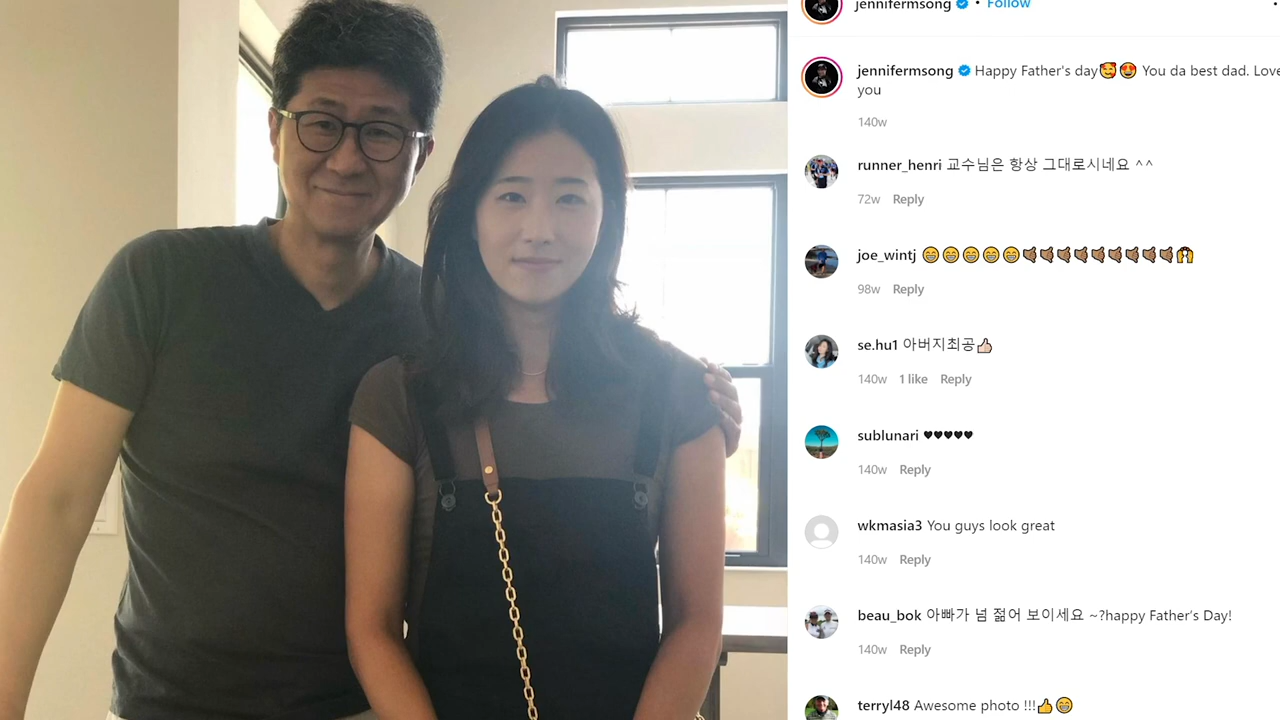 jennifermsong • Follow
jennifermsong Happy Father's day🥰😍 You da best dad. Love
you
140w
runner_henri 교수님은 항상 그대로시네요 ^^
72w Reply
joe_wintj 😁😁😁😁😁🤙🏽🤙🏽🤙🏽🤙🏽🤙🏽🤙🏽🤙🏽🤙🏽🤙🏽🙌
98w Reply
se.hu1 아버지최공👍🏻
140w 1 like Reply
sublunari ♥♥♥♥♥
140w Reply
wkmasia3 You guys look great
140w Reply
beau_bok 아빠가 넘 젊어 보이세요 ~?happy Father's Day!
140w Reply
terryl48 Awesome photo !!!👍😁